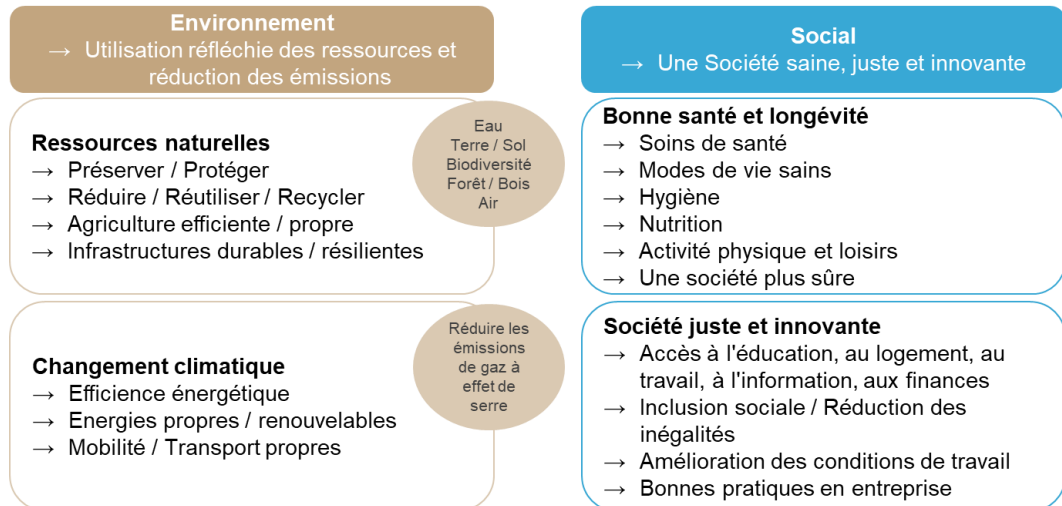 Environnement
→ Utilisation réfléchie des ressources et
réduction des émissions
Ressources naturelles
→ Préserver / Protéger
→ Réduire / Réutiliser / Recycler
→ Agriculture efficiente / propre
→ Infrastructures durables / résilientes
Eau
Terre / Sol
Biodiversité
Forêt / Bois
Air
Changement climatique
→ Efficience énergétique
→ Energies propres / renouvelables
→ Mobilité / Transport propres
Réduire les
émissions
de gaz à
effet de
serre
Social
→ Une Société saine, juste et innovante
Bonne santé et longévité
→ Soins de santé
→ Modes de vie sains
→ Hygiène
→ Nutrition
→ Activité physique et loisirs
→ Une société plus sûre
Société juste et innovante
→ Accès à l'éducation, au logement, au
travail, à l'information, aux finances
→ Inclusion sociale / Réduction des
inégalités
→ Amélioration des conditions de travail
→ Bonnes pratiques en entreprise